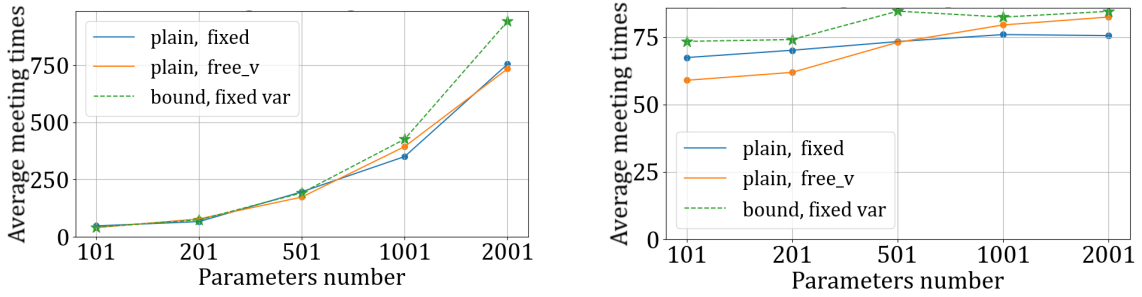 Average meeting times
750
500
250
0
plain, fixed
plain, free_v
bound, fixed var
101 201 501 1001 2001
Parameters number
Average meeting times
75
50
25
0
plain, fixed
plain, free_v
bound, fixed var
101 201 501 1001 2001
Parameters number